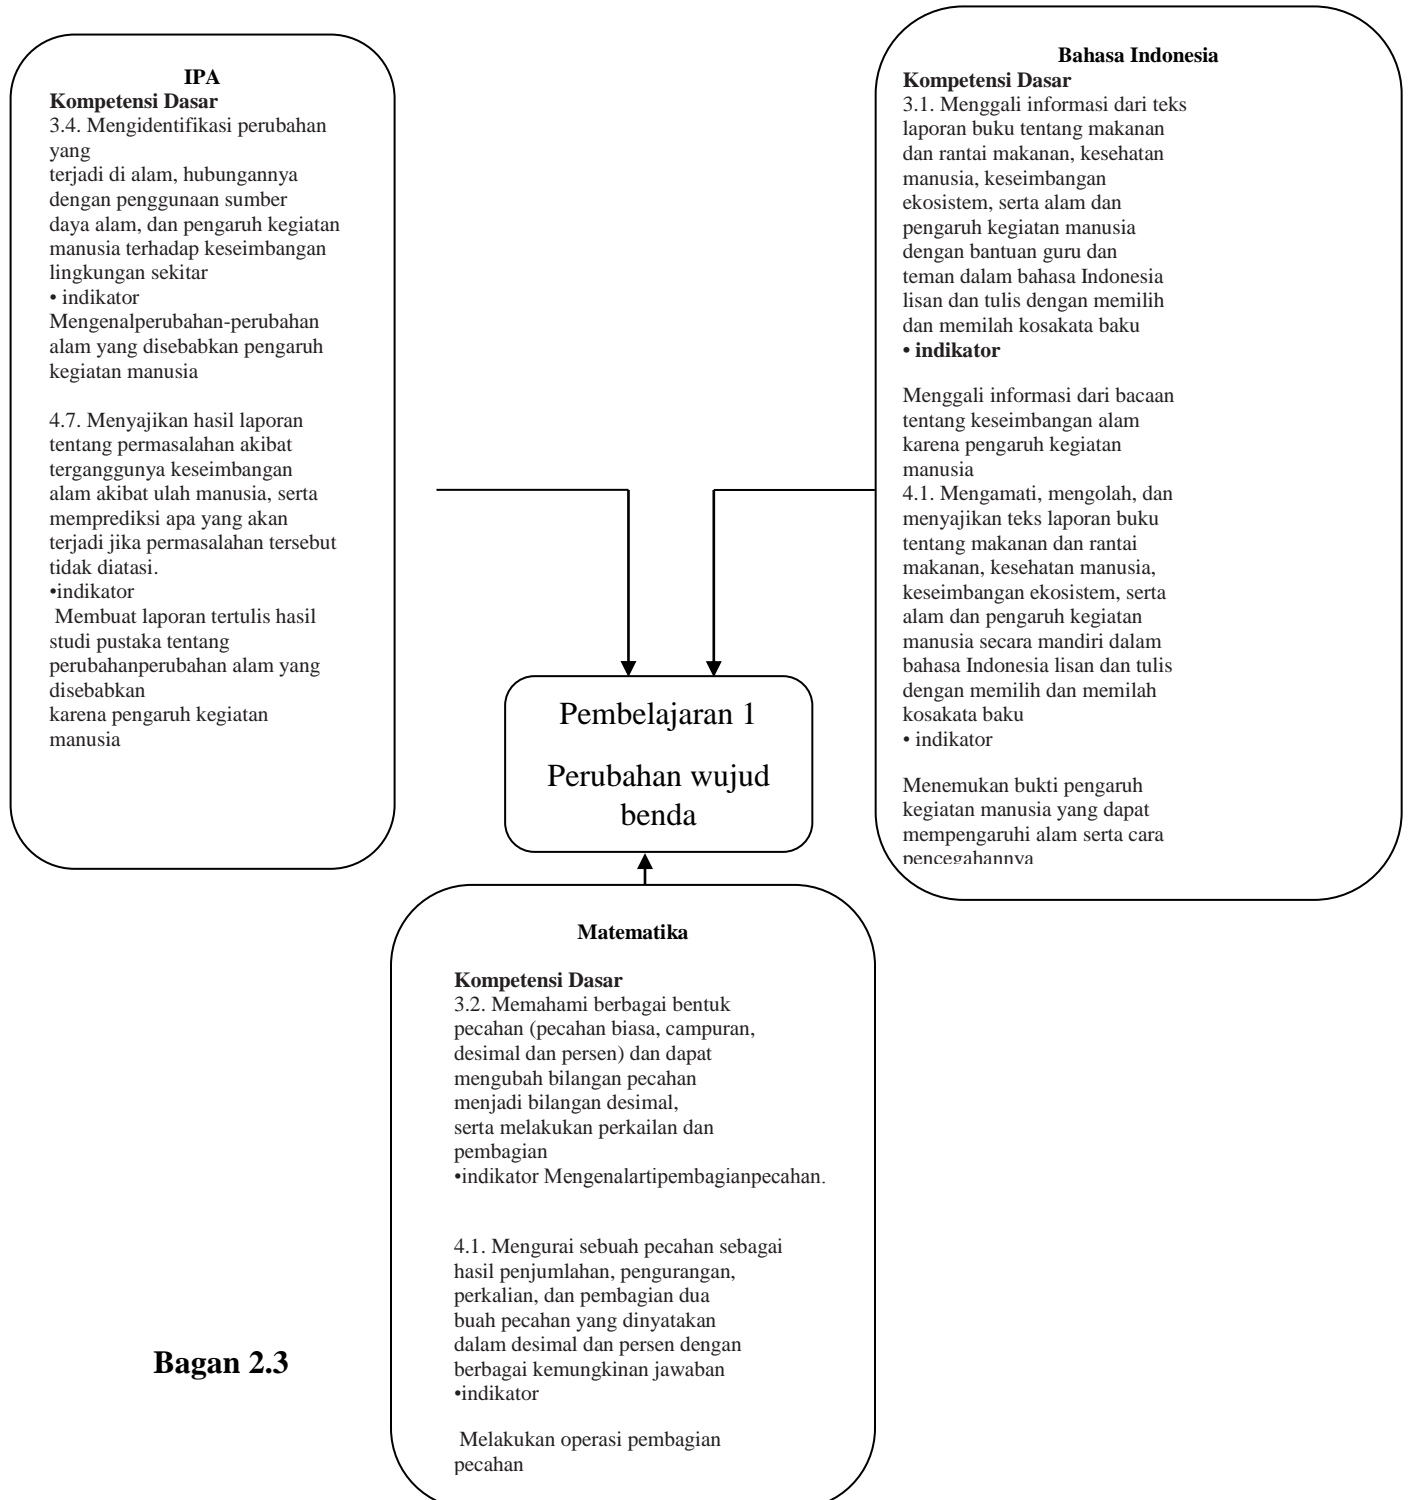 IPA
Kompetensi Dasar
3.4. Mengidentifikasi perubahan
yang
terjadi di alam, hubungannya
dengan penggunaan sumber
daya alam, dan pengaruh kegiatan
manusia terhadap keseimbangan
lingkungan sekitar
• indikator
Mengenalperubahan-perubahan
alam yang disebabkan pengaruh
kegiatan manusia
4.7. Menyajikan hasil laporan
tentang permasalahan akibat
terganggunya keseimbangan
alam akibat ulah manusia, serta
memprediksi apa yang akan
terjadi jika permasalahan tersebut
tidak diatasi.
•indikator
Membuat laporan tertulis hasil
studi pustaka tentang
perubahanperubahan alam yang
disebabkan
karena pengaruh kegiatan
manusia
Bahasa Indonesia
Kompetensi Dasar
3.1. Menggali informasi dari teks
laporan buku tentang makanan
dan rantai makanan, kesehatan
manusia, keseimbangan
ekosistem, serta alam dan
pengaruh kegiatan manusia
dengan bantuan guru dan
teman dalam bahasa Indonesia
lisan dan tulis dengan memilih
dan memilah kosakata baku
• indikator
Menggali informasi dari bacaan
tentang keseimbangan alam
karena pengaruh kegiatan
manusia
4.1. Mengamati, mengolah, dan
menyajikan teks laporan buku
tentang makanan dan rantai
makanan, kesehatan manusia,
keseimbangan ekosistem, serta
alam dan pengaruh kegiatan
manusia secara mandiri dalam
bahasa Indonesia lisan dan tulis
dengan memilih dan memilah
kosakata baku
• indikator
Menemukan bukti pengaruh
kegiatan manusia yang dapat
mempengaruhi alam serta cara
pencegahannya
Pembelajaran 1
Perubahan wujud
benda
Matematika
Kompetensi Dasar
3.2. Memahami berbagai bentuk
pecahan (pecahan biasa, campuran,
desimal dan persen) dan dapat
mengubah bilangan pecahan
menjadi bilangan desimal,
serta melakukan perkailan dan
pembagian
•indikator Mengenalartipembagianpecahan.
4.1. Mengurai sebuah pecahan sebagai
hasil penjumlahan, pengurangan,
perkalian, dan pembagian dua
buah pecahan yang dinyatakan
dalam desimal dan persen dengan
berbagai kemungkinan jawaban
•indikator
Melakukan operasi pembagian
pecahan
Bagan 2.3